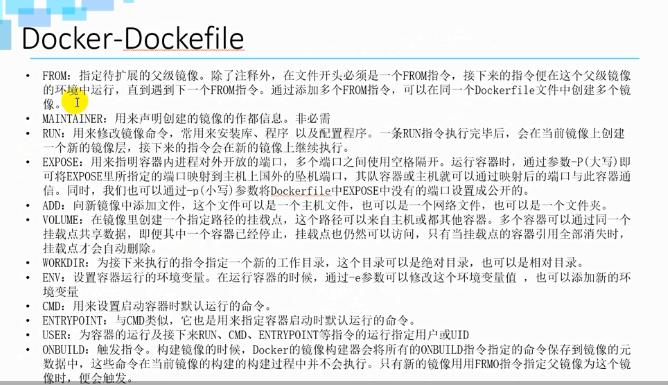 Docker-Dockefile
• FROM: 指定待扩展的父级镜像。除了注释外，在文件开头必须是一个FROM指令，接下来的指令便在这个父级镜像
的环境中运行，直到遇到下一个FROM指令。通过添加多个FROM指令，可以在同一个Dockerfile文件中创建多个镜
像。
• MAINTAINER: 用来声明创建的镜像的作都信息。非必需
• RUN: 用来修改镜像命令，常用来安装库、程序 以及配置程序。一条RUN指令执行完毕后，会在当前镜像上创建
一个新的镜像层，接下来的指令会在新的镜像上继续执行。
• EXPOSE: 用来指明容器内进程对外开放的端口，多个端口之间使用空格隔开。运行容器时，通过参数-P(大写)即
可将EXPOSE里所指定的端口映射到主机上国外的坠机端口，其队容器或主机就可以通过映射后的端口与此容器通
信。同时，我们也可以通过-p(小写)参数将Dockerfile中EXPOSE中没有的端口设置成公开的。
• ADD: 向新镜像中添加文件，这个文件可以是一个主机文件，也可以是一个网络文件，也可以是一个文件夹。
• VOLUME: 在镜像里创建一个指定路径的挂载点，这个路径可以来自主机或都其他容器。多个容器可以通过同一个
挂载点共享数据，即便其中一个容器已经停止，挂载点也仍然可以访问，只有当挂载点的容器引用全部消失时，
挂载点才会自动删除。
• WORKDIR: 为接下来执行的指令指定一个新的工作目录，这个目录可以是绝对目录，也可以是相对目录。
• ENV: 设置容器运行的环境变量。在运行容器的时候，通过-e参数可以修改这个环境变量值 ，也可以添加新的环
境变量
• CMD: 用来设置启动容器时默认运行的命令。
• ENTRYPOINT: 与CMD类似，它也是用来指定容器启动时默认运行的命令。
• USER: 为容器的运行及接下来RUN、CMD、ENTRYPOINT等指令的运行指定用户或UID
• ONBUILD: 触发指令。构建镜像的时候，Docker的镜像构建器会将所有的ONBUILD指令指定的命令保存到镜像的元
数据中，这些命令在当前镜像的构建的构建过程中并不会执行。只有新的镜像用用FRMO指令指定父镜像为这个镜
像时，便会触发。